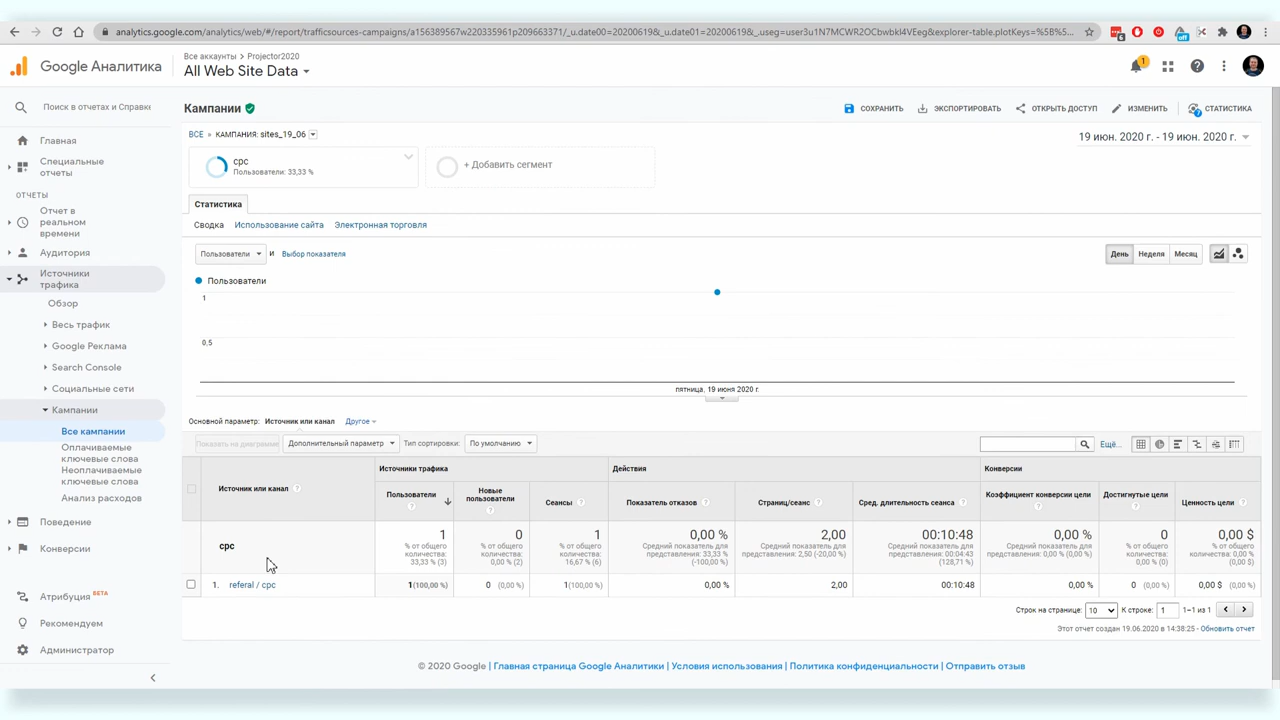 analytics.google.com/analytics/web/#/report/trafficsources-campaigns/a156389567w220335961p209663371/_u.date00=20200619&_u.date01=20200619&_useg=user3u1N7MCWR2OCbwbkI4VEeg&explorer-table.plotKeys=%5B%5...
Google Аналитика
Все аккаунты > Projector2020
All Web Site Data
1
Поиск в отчетах и Справке
Главная
Специальные
отчеты
ОТЧЕТЫ
Отчет в
реальном
времени
Аудитория
Источники
трафика
Обзор
Весь трафик
Google Реклама
Search Console
Социальные сети
Кампании
Все кампании
Оплачиваемые
ключевые слова
Неоплачиваемые
ключевые слова
Анализ расходов
Поведение
Конверсии
Атрибуция BETA
Рекомендуем
Администратор
Кампании
СОХРАНИТЬ ЭКСПОРТИРОВАТЬ ОТКРЫТЬ ДОСТУП ИЗМЕНИТЬ СТАТИСТИКА
ВСЕ » КАМПАНИЯ: sites_19_06
19 июн. 2020 г. - 19 июн. 2020 г.
cpc
Пользователи: 33,33 %
+ Добавить сегмент
Статистика
Сводка Использование сайта Электронная торговля
Пользователи и Выбор показателя
День Неделя Месяц
Пользователи
1
0,5
пятница, 19 июня 2020 г.
Основной параметр: Источник или канал Другое
Показать на диаграмме Дополнительный параметр Тип сортировки: По умолчанию Ещё...
Источник или канал
Источники трафика Действия Конверсии
Пользователи Новые пользователи Сеансы Показатель отказов Страниц/сеанс Сред. длительность сеанса Коэффициент конверсии цели Достигнутые цели Ценность цели
cpc
1
% от общего количества: 33,33 % (3)
0
% от общего количества: 0,00 % (2)
1
% от общего количества: 16,67 % (6)
0,00 %
Средний показатель для представления: 33,33 % (-100,00 %)
2,00
Средний показатель для представления: 2,50 (-20,00 %)
00:10:48
Средний показатель для представления: 00:04:43 (128,71 %)
0,00 %
Средний показатель для представления: 0,00 % (0,00 %)
0
% от общего количества: 0,00 % (0)
0,00 $
% от общего количества: 0,00 % (0,00 $)
1. referal / cpc 1(100,00 %) 0 (0,00 %) 1(100,00 %) 0,00 % 2,00 00:10:48 0,00 % 0 (0,00 %) 0,00 $ (0,00 %)
Строк на странице: 10 К строке: 1 1–1 из 1
Этот отчет создан 19.06.2020 в 14:38:25 - Обновить отчет
© 2020 Google | Главная страница Google Аналитики | Условия использования | Политика конфиденциальности | Отправить отзыв